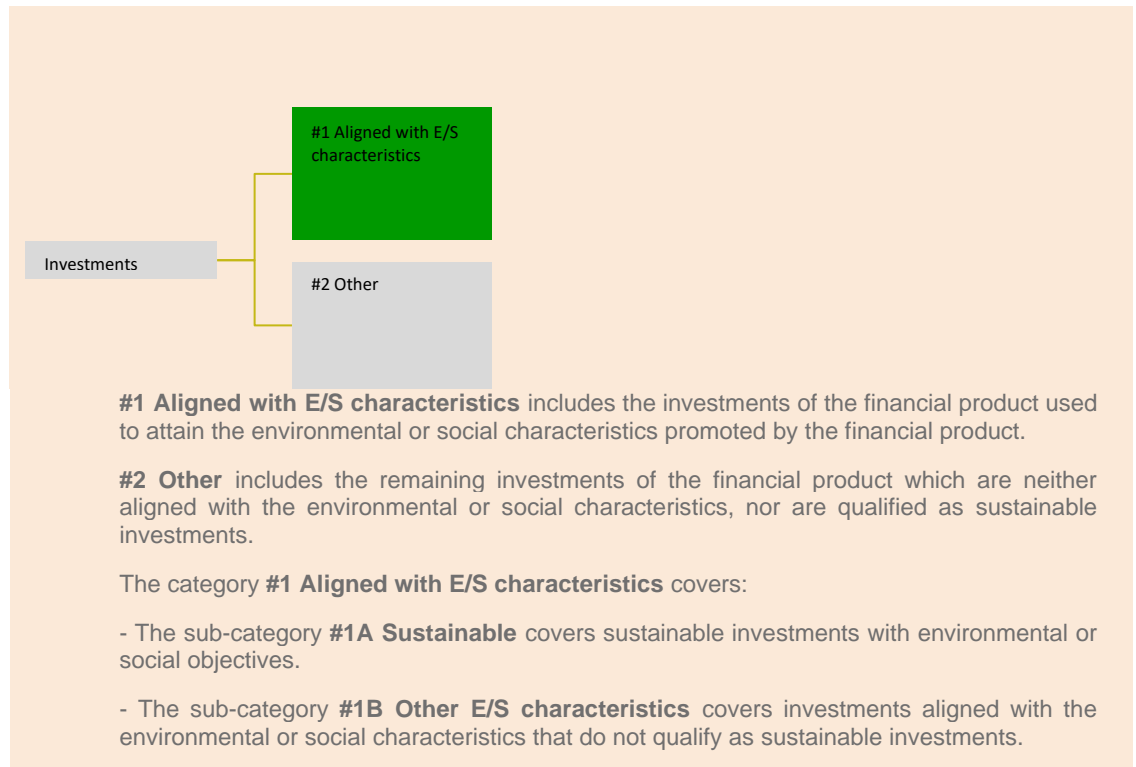 #1 Aligned with E/S
characteristics
Investments
#2 Other
#1 Aligned with E/S characteristics includes the investments of the financial product used
to attain the environmental or social characteristics promoted by the financial product.
#2 Other includes the remaining investments of the financial product which are neither
aligned with the environmental or social characteristics, nor are qualified as sustainable
investments.
The category #1 Aligned with E/S characteristics covers:
- The sub-category #1A Sustainable covers sustainable investments with environmental or
social objectives.
- The sub-category #1B Other E/S characteristics covers investments aligned with the
environmental or social characteristics that do not qualify as sustainable investments.